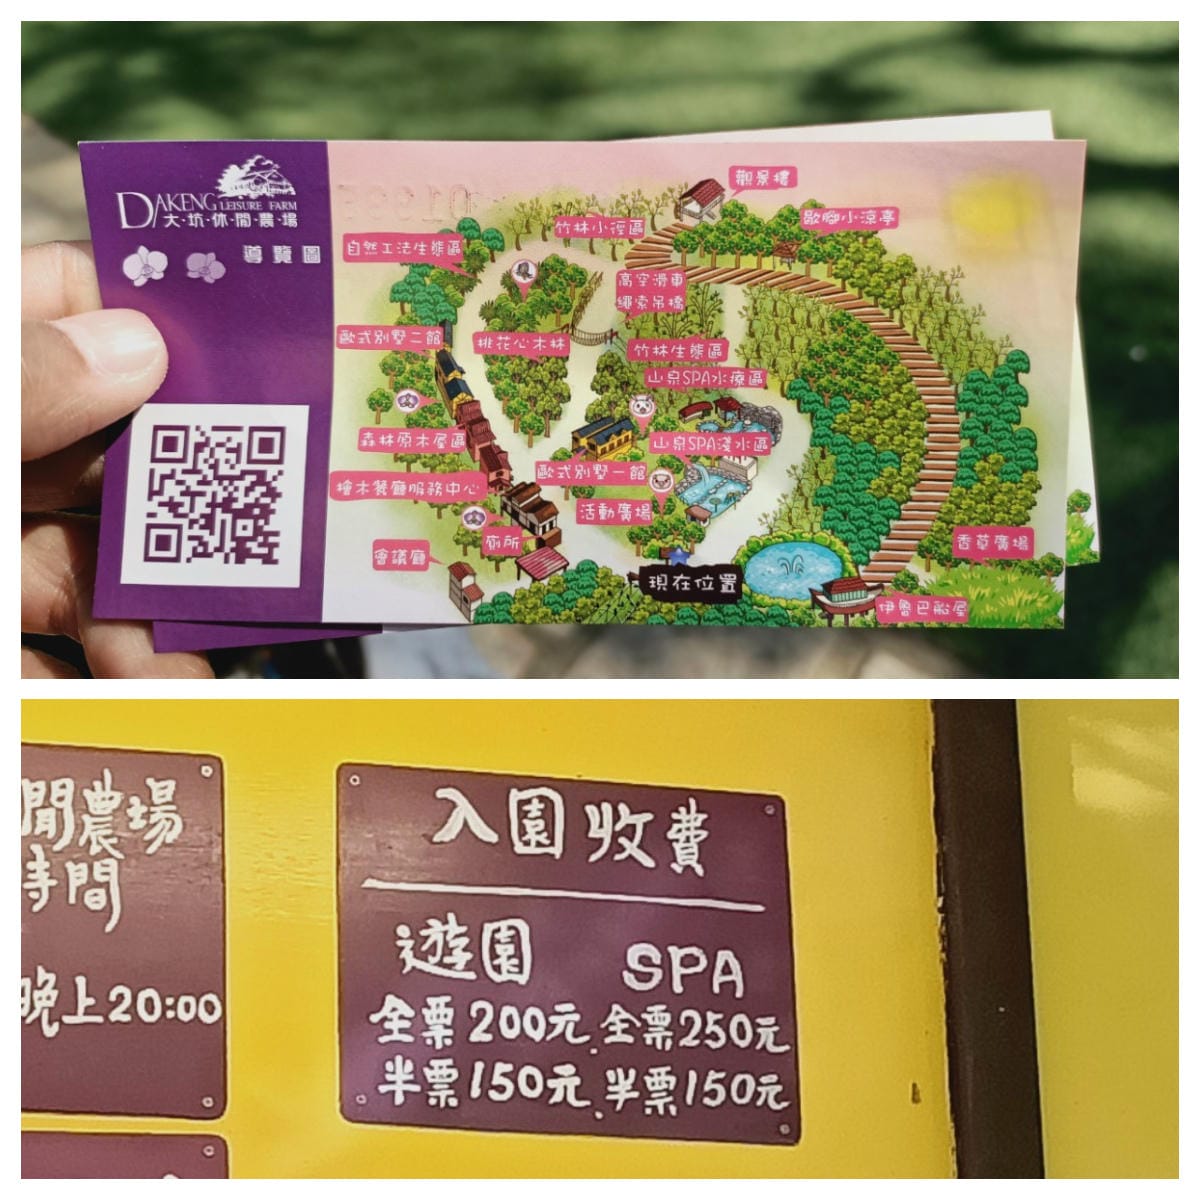 DAKENG LEISURE FARM
大·坑·休·閒·農·場
導覽圖
觀景樓
歇腳小涼亭
竹林小徑區
自然工法生態區
高空滑車
繩索吊橋
歐式別墅二館
桃花心木林
竹林生態區
山泉SPA水療區
森林原木屋區
山泉SPA淺水區
歐式別墅一館
檜木餐廳服務中心
活動廣場
廁所
會議廳
香草廣場
現在位置
伊魯巴船屋
閒農場
時間
晚上20:00
入園收費
遊園 SPA
全票200元.全票250元
半票150元.半票150元